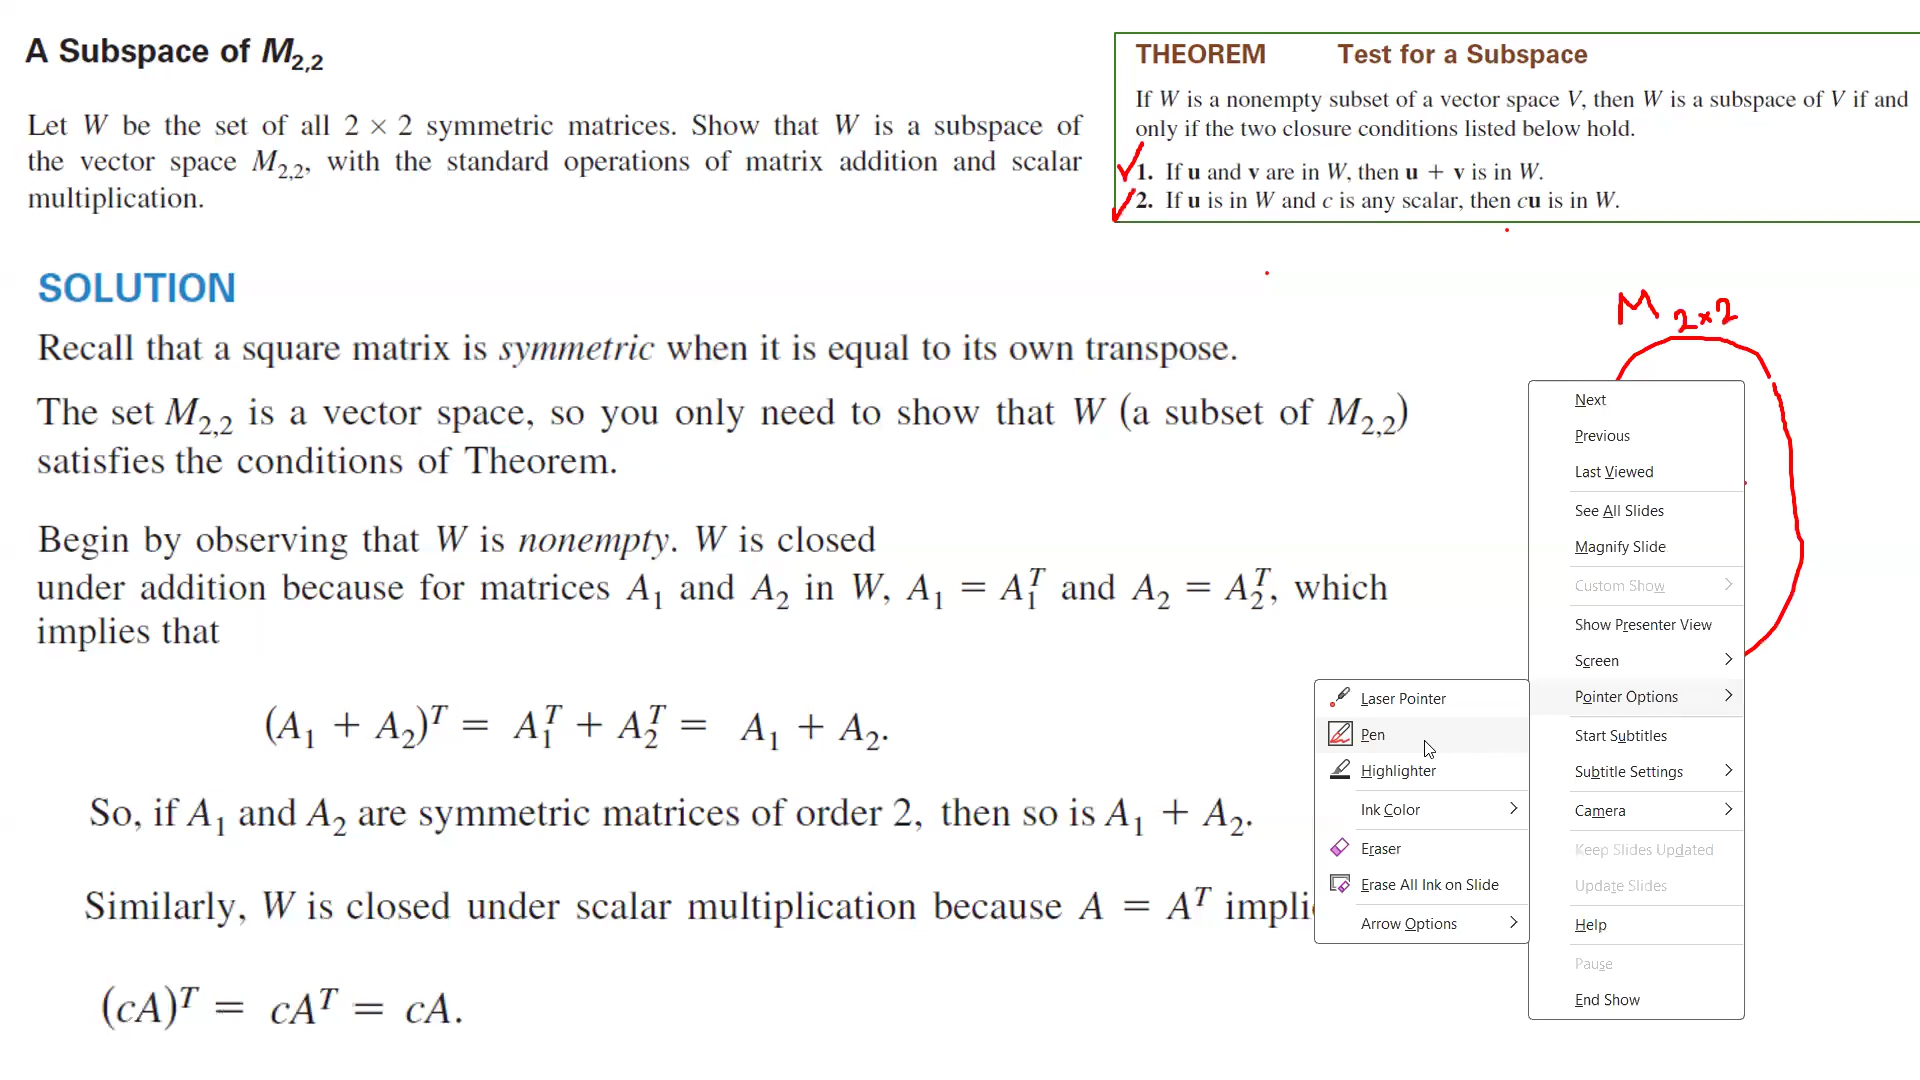 A Subspace of M2,2
Let W be the set of all 2 × 2 symmetric matrices. Show that W is a subspace of
the vector space M2,2, with the standard operations of matrix addition and scalar
multiplication.
THEOREM Test for a Subspace
If W is a nonempty subset of a vector space V, then W is a subspace of V if and
only if the two closure conditions listed below hold.
1. If u and v are in W, then u + v is in W.
2. If u is in W and c is any scalar, then cu is in W.
SOLUTION
Recall that a square matrix is symmetric when it is equal to its own transpose.
The set M2,2 is a vector space, so you only need to show that W (a subset of M2,2)
satisfies the conditions of Theorem.
Begin by observing that W is nonempty. W is closed
under addition because for matrices A1 and A2 in W, A1 = A1^T and A2 = A2^T, which
implies that
(A1 + A2)^T = A1^T + A2^T = A1 + A2.
So, if A1 and A2 are symmetric matrices of order 2, then so is A1 + A2.
Similarly, W is closed under scalar multiplication because A = A^T impli
(cA)^T = cA^T = cA.
M 2×2
Next
Previous
Last Viewed
See All Slides
Magnify Slide
Custom Show
Show Presenter View
Screen
Pointer Options
Start Subtitles
Subtitle Settings
Camera
Keep Slides Updated
Update Slides
Help
Pause
End Show
Laser Pointer
Pen
Highlighter
Ink Color
Eraser
Erase All Ink on Slide
Arrow Options